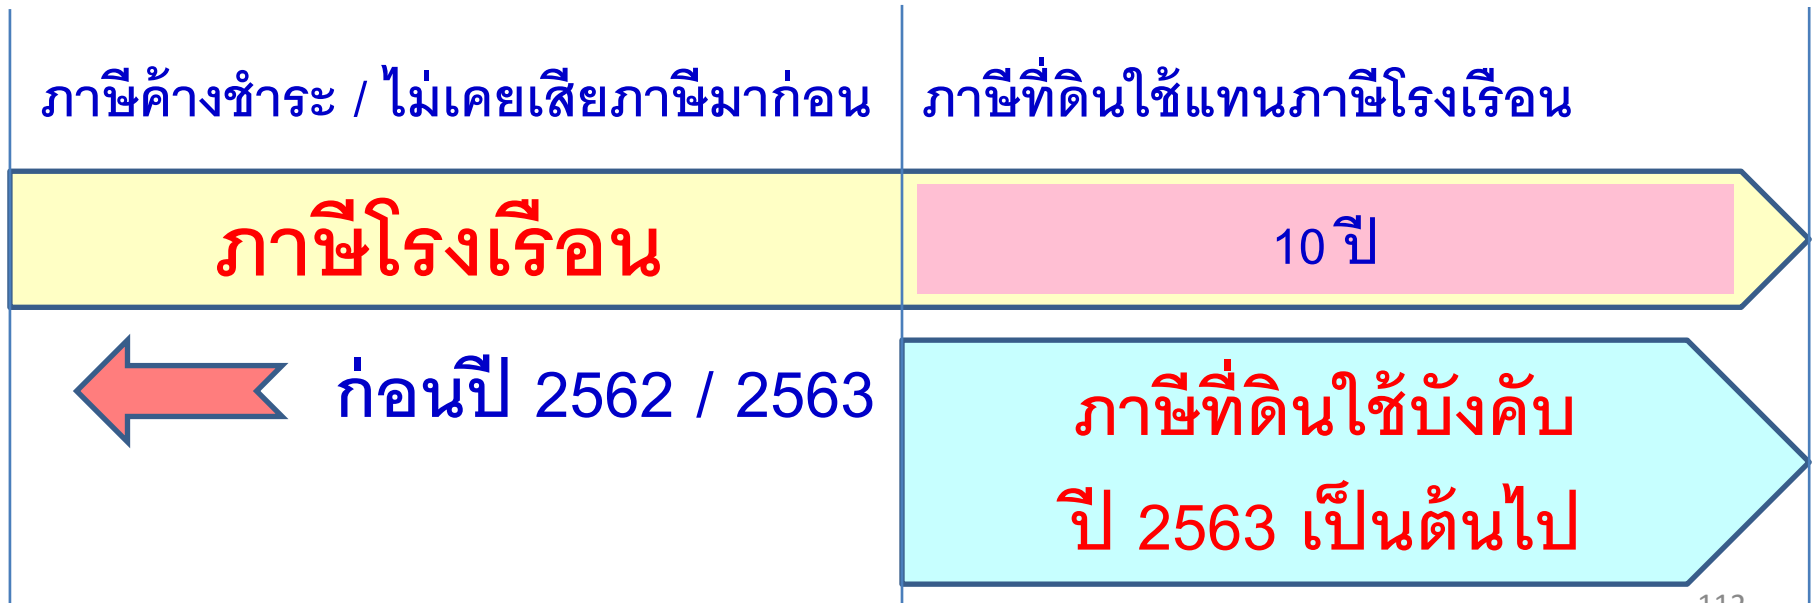 ภาษีค้างชำระ / ไม่เคยเสียภาษีมาก่อน
ภาษีที่ดินใช้แทนภาษีโรงเรือน
ภาษีโรงเรือน
10 ปี
ก่อนปี 2562 / 2563
ภาษีที่ดินใช้บังคับ
ปี 2563 เป็นต้นไป
112